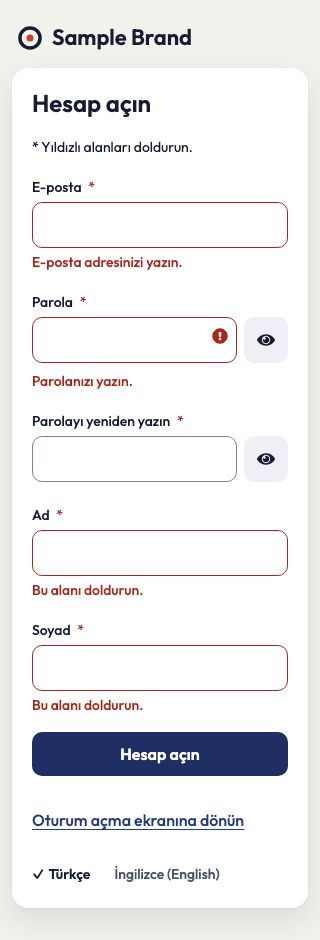 Sample Brand
Hesap açın
* Yıldızlı alanları doldurun.
E-posta *
E-posta adresinizi yazın.
Parola *
Parolanızı yazın.
Parolayı yeniden yazın *
Ad *
Bu alanı doldurun.
Soyad *
Bu alanı doldurun.
Hesap açın
Oturum açma ekranına dönün
Türkçe İngilizce (English)